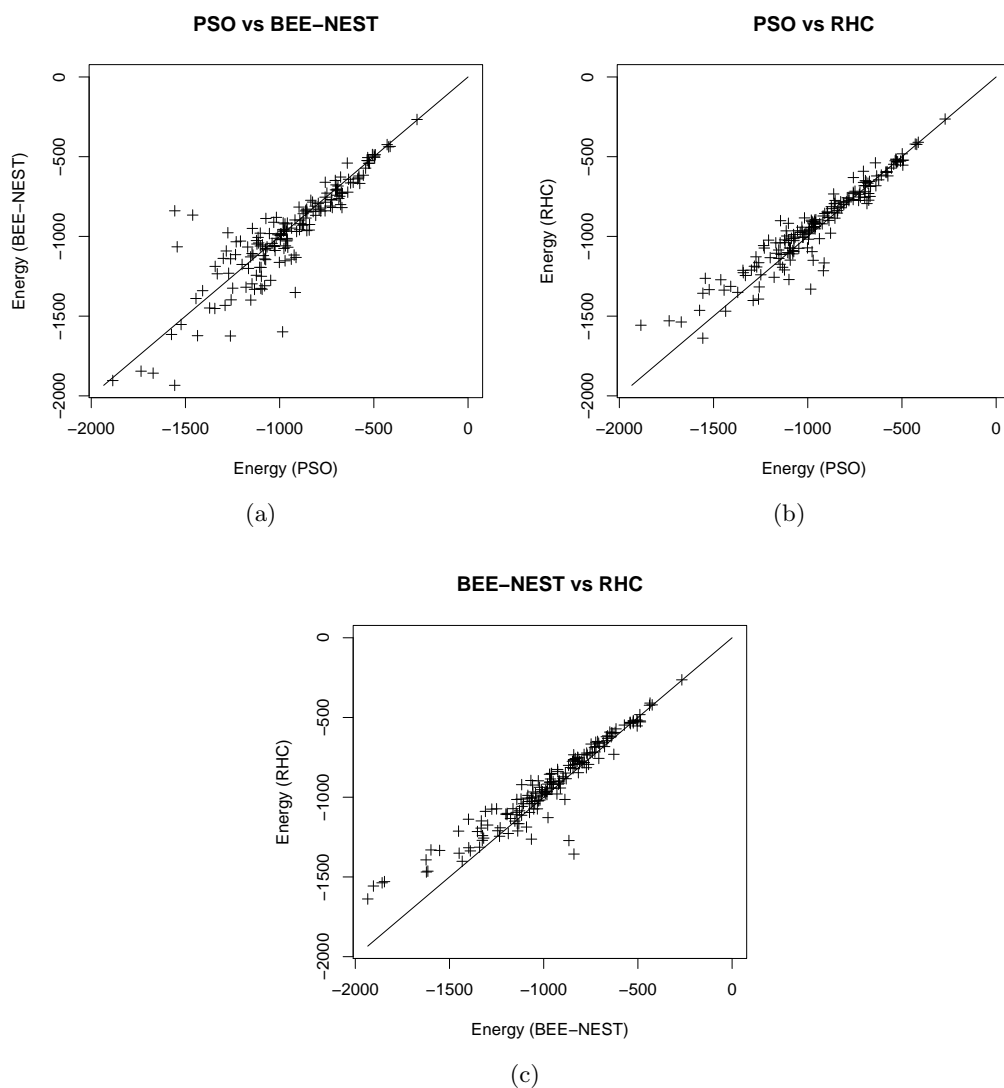 PSO vs BEE−NEST
Energy (BEE−NEST)
0
−500
−1000
−1500
−2000
−2000 −1500 −1000 −500 0
Energy (PSO)
(a)
PSO vs RHC
Energy (RHC)
0
−500
−1000
−1500
−2000
−2000 −1500 −1000 −500 0
Energy (PSO)
(b)
BEE−NEST vs RHC
Energy (RHC)
0
−500
−1000
−1500
−2000
−2000 −1500 −1000 −500 0
Energy (BEE−NEST)
(c)